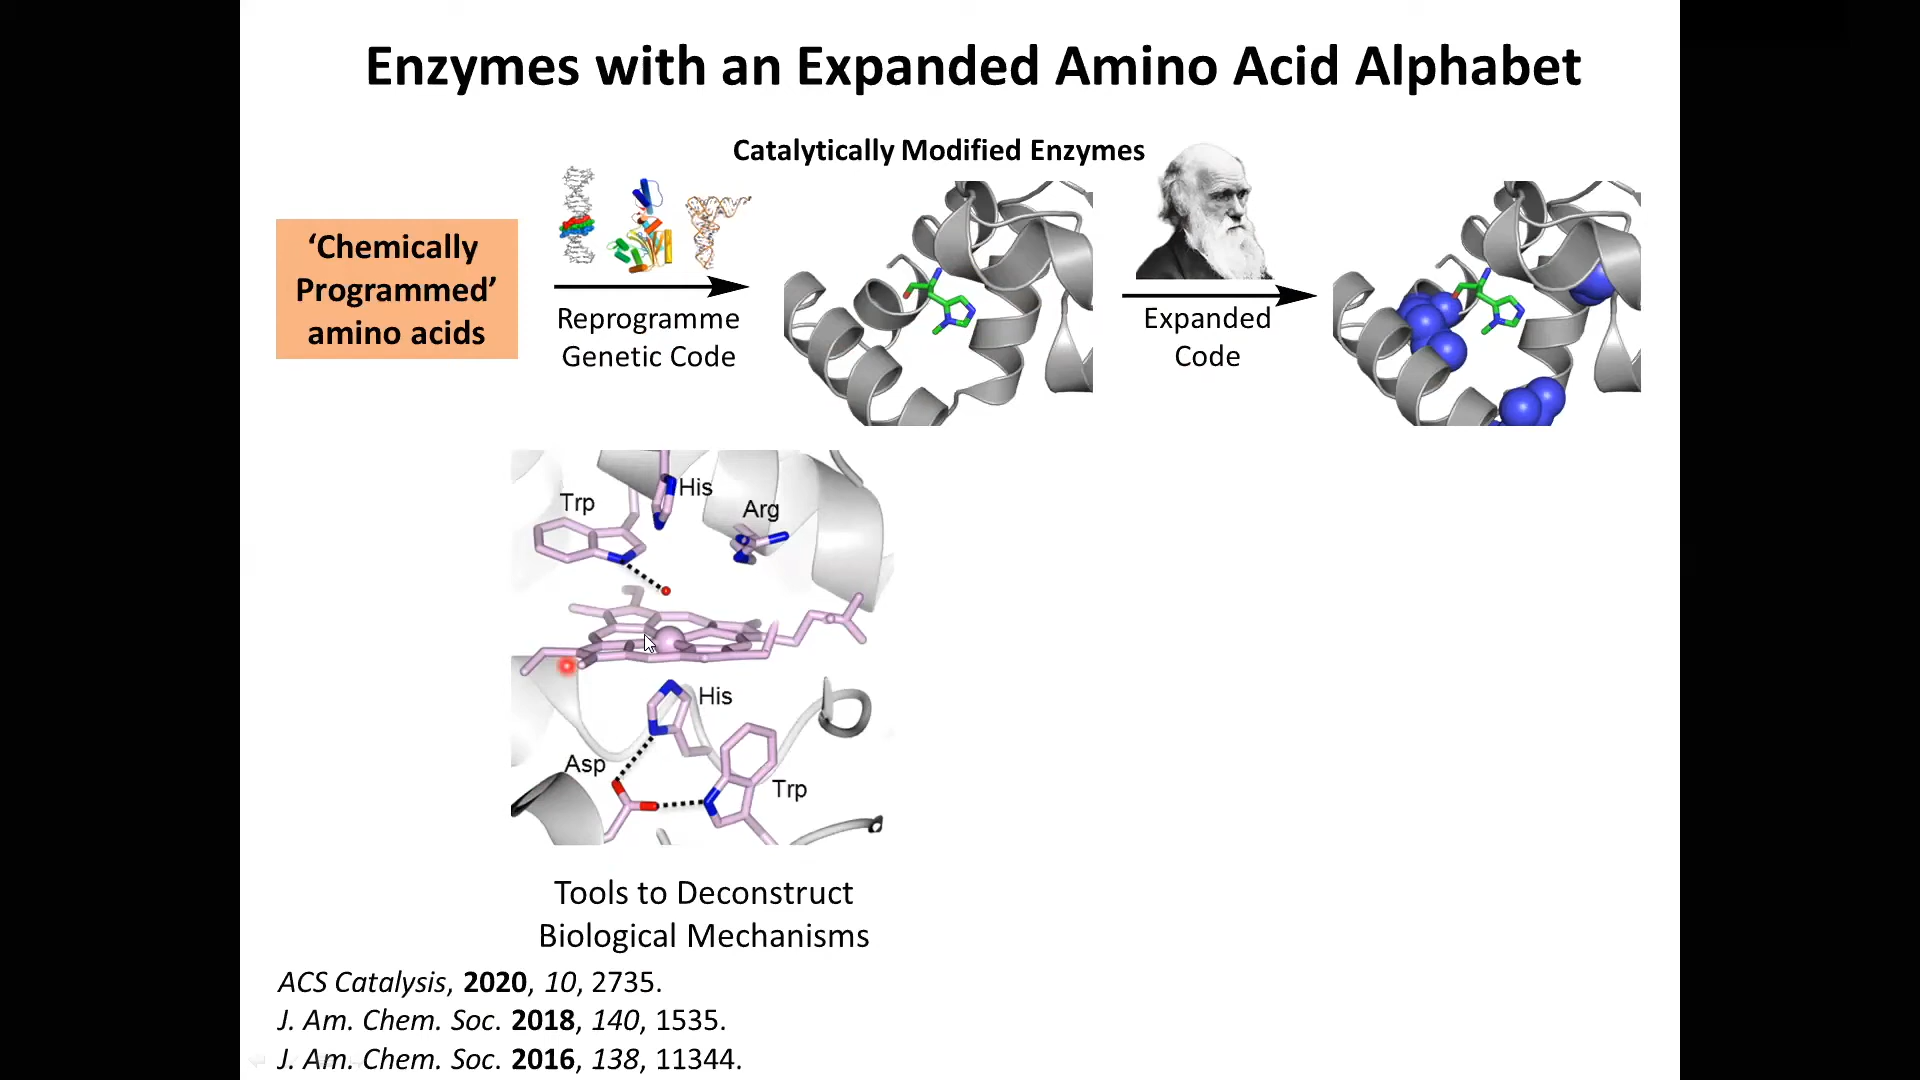 Enzymes with an Expanded Amino Acid Alphabet
Catalytically Modified Enzymes
‘Chemically
Programmed’
amino acids
Reprogramme
Genetic Code
Expanded
Code
Trp
His
Arg
His
Asp
Trp
Tools to Deconstruct
Biological Mechanisms
ACS Catalysis, 2020, 10, 2735.
J. Am. Chem. Soc. 2018, 140, 1535.
J. Am. Chem. Soc. 2016, 138, 11344.